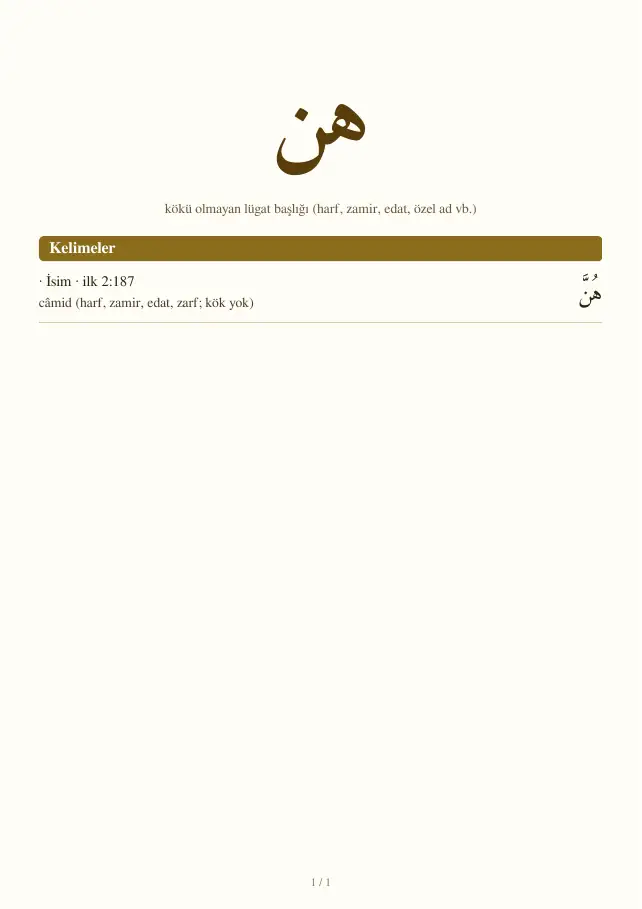 هن
kökü olmayan lügat başlığı (harf, zamir, edat, özel ad vb.)
Kelimeler
· İsim · ilk 2:187
هُنَّ
câmid (harf, zamir, edat, zarf; kök yok)
1 / 1